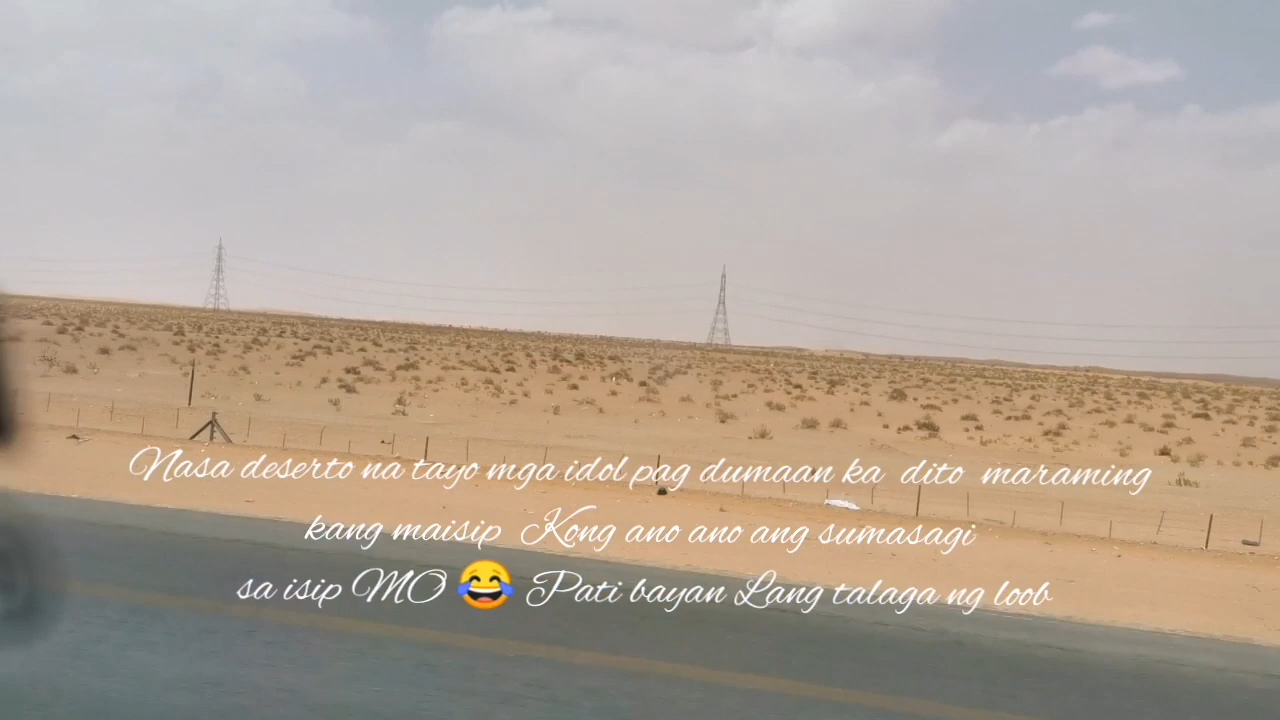 Nasa deserto na tayo mga idol pag dumaan ka dito maraming
kang maisip Kong ano ano ang sumasagi
sa isip MO 😂 Pati bayan Lang talaga ng loob